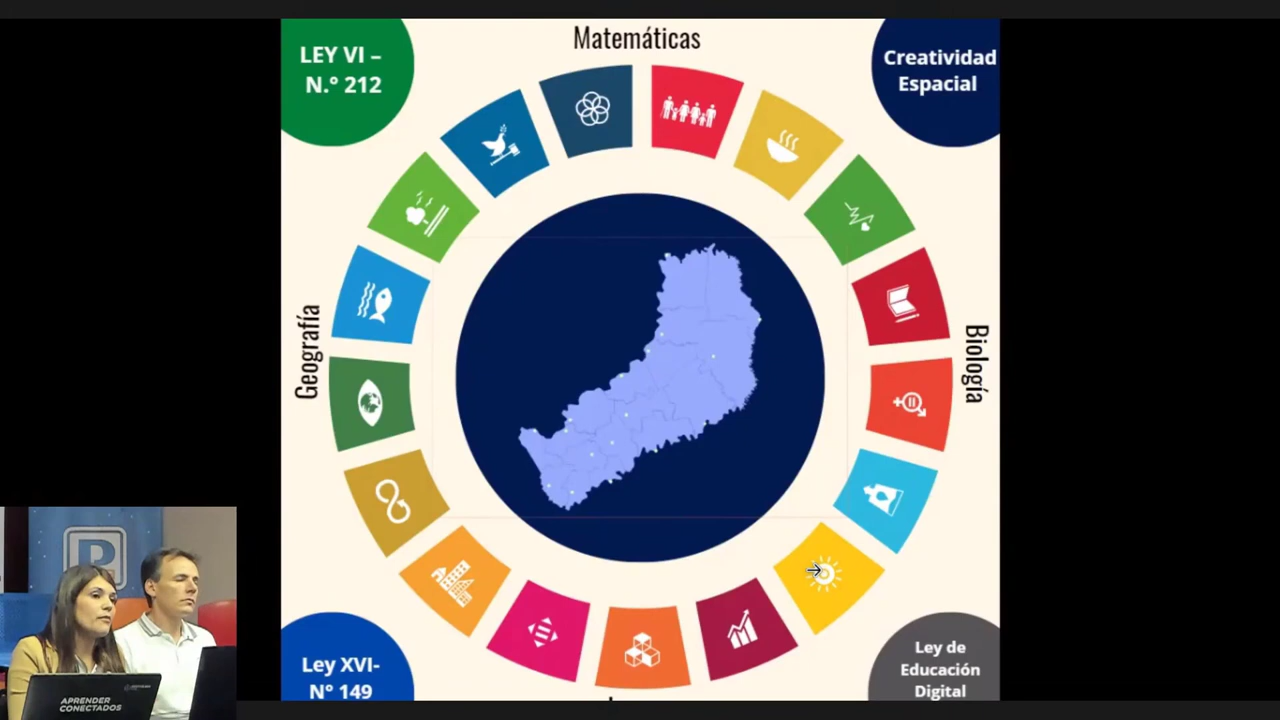 Matemáticas
LEY VI –
N.° 212
Creatividad
Espacial
Geografía
Biología
Ley XVI-
N° 149
Ley de
Educación
Digital
APRENDER
CONECTADOS